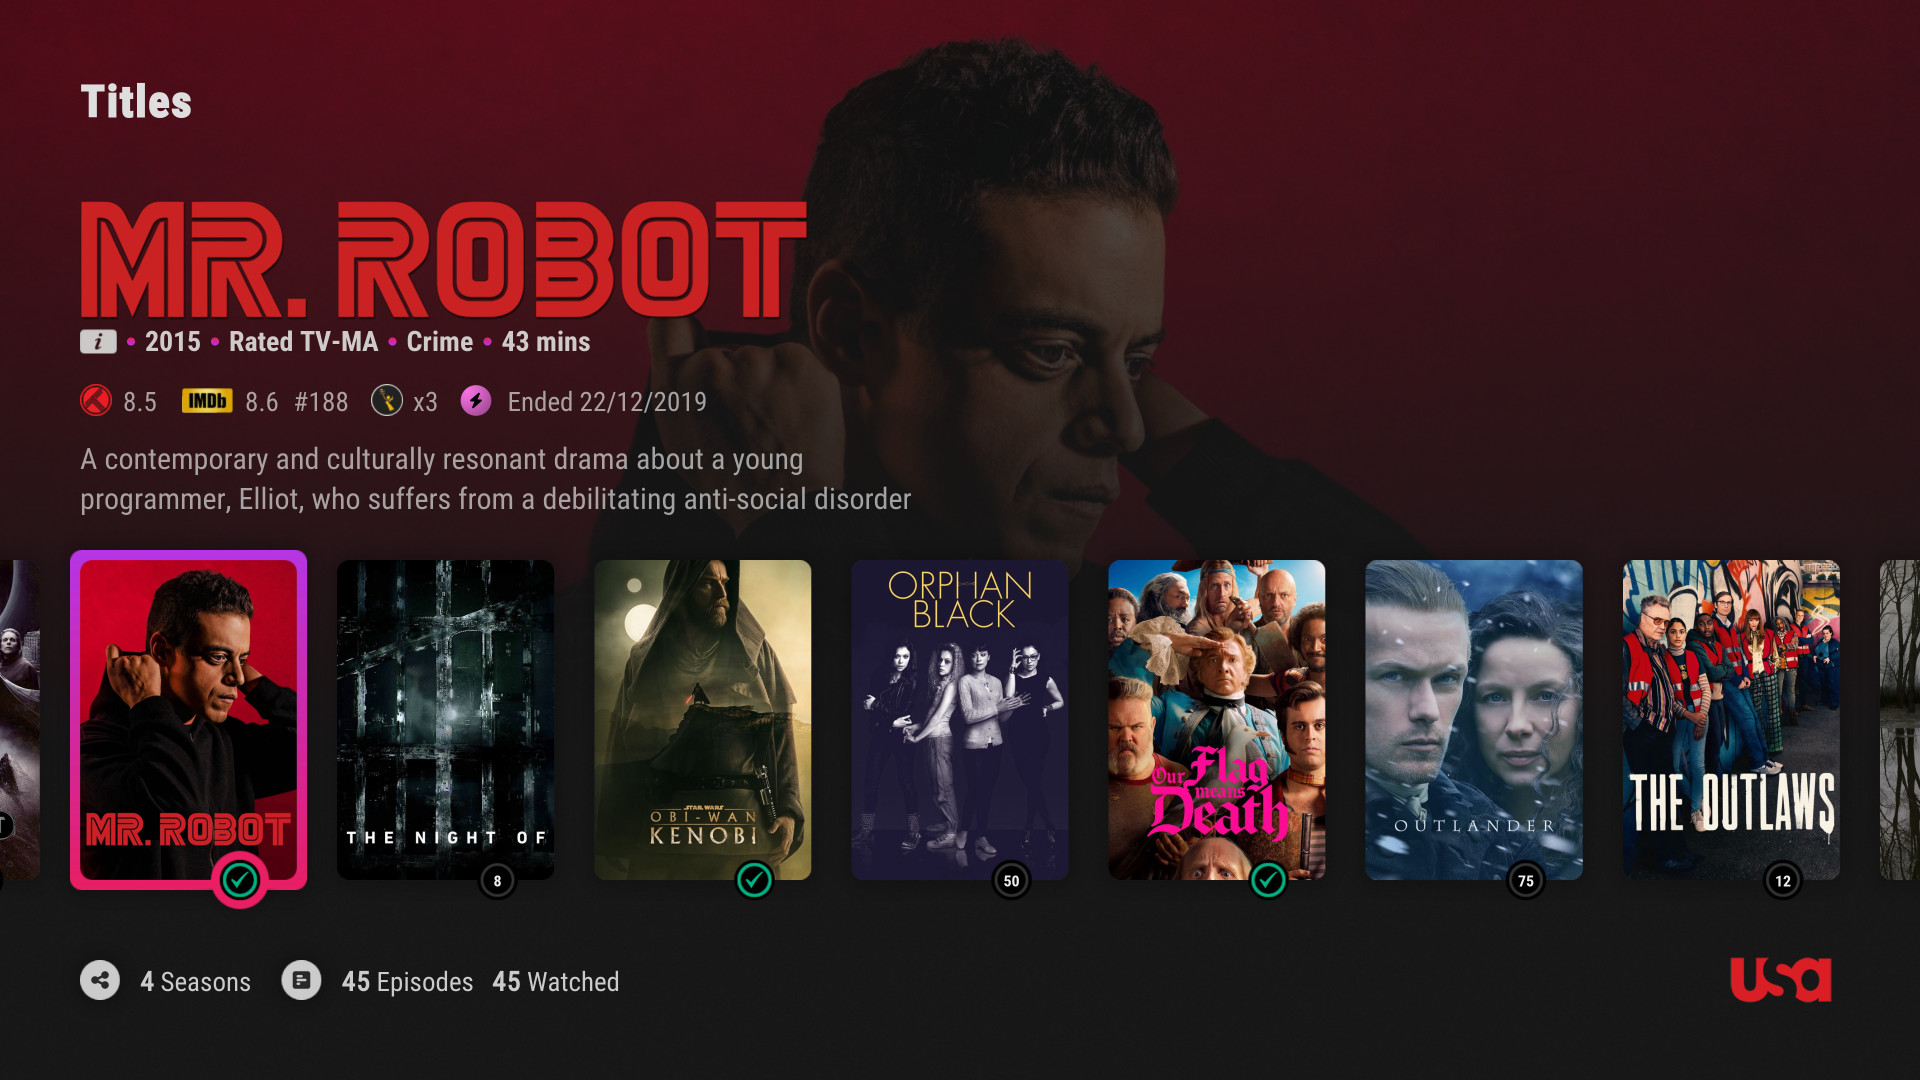 Titles
MR. ROBOT
i • 2015 • Rated TV-MA • Crime • 43 mins
8.5 IMDb 8.6 #188 x3 Ended 22/12/2019
A contemporary and culturally resonant drama about a young
programmer, Elliot, who suffers from a debilitating anti-social disorder
MR. ROBOT
THE NIGHT OF
8
STAR WARS
OBI-WAN
KENOBI
ORPHAN
BLACK
50
Our Flag
means
Death
OUTLANDER
75
THE OUTLAWS
12
4 Seasons 45 Episodes 45 Watched
usa